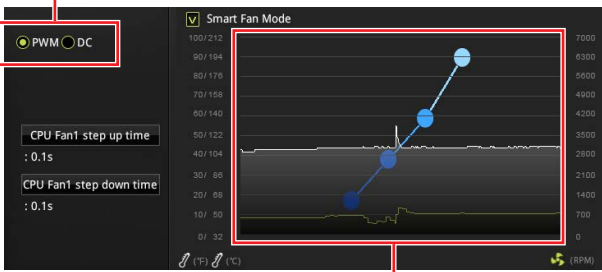 Smart Fan Mode
PWM DC
100/212 7000
90/194 6300
80/176 5600
70/158 4900
60/140 4200
50/122 3500
40/104 2800
30/ 86 2100
20/ 68 1400
10/ 50 700
0/ 32 0
CPU Fan1 step up time
: 0.1s
CPU Fan1 step down time
: 0.1s
(°F) (°C) (RPM)